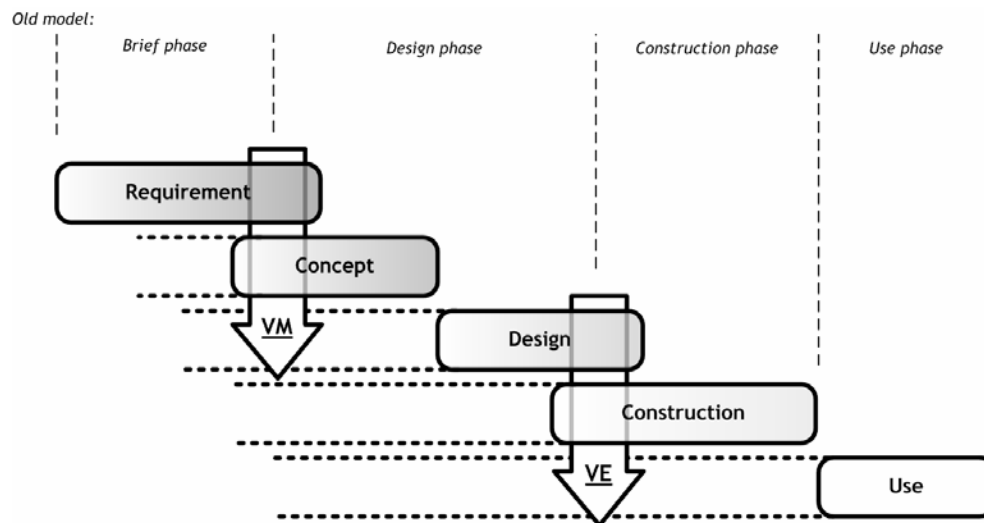 Old model:
Brief phase
Design phase
Construction phase
Use phase
Requirement
Concept
VM
Design
Construction
VE
Use